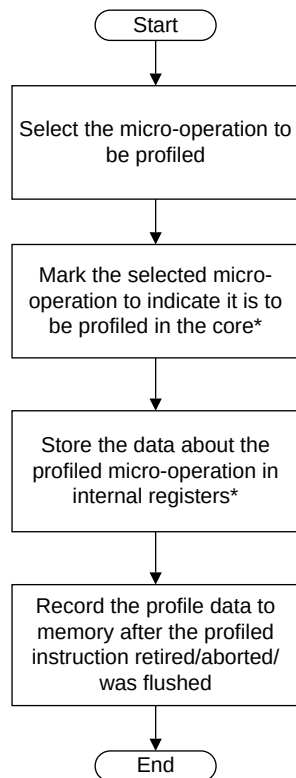 Start
Select the micro-operation to
be profiled
Mark the selected micro-
operation to indicate it is to
be profiled in the core*
Store the data about the
profiled micro-operation in
internal registers*
Record the profile data to
memory after the profiled
instruction retired/aborted/
was flushed
End